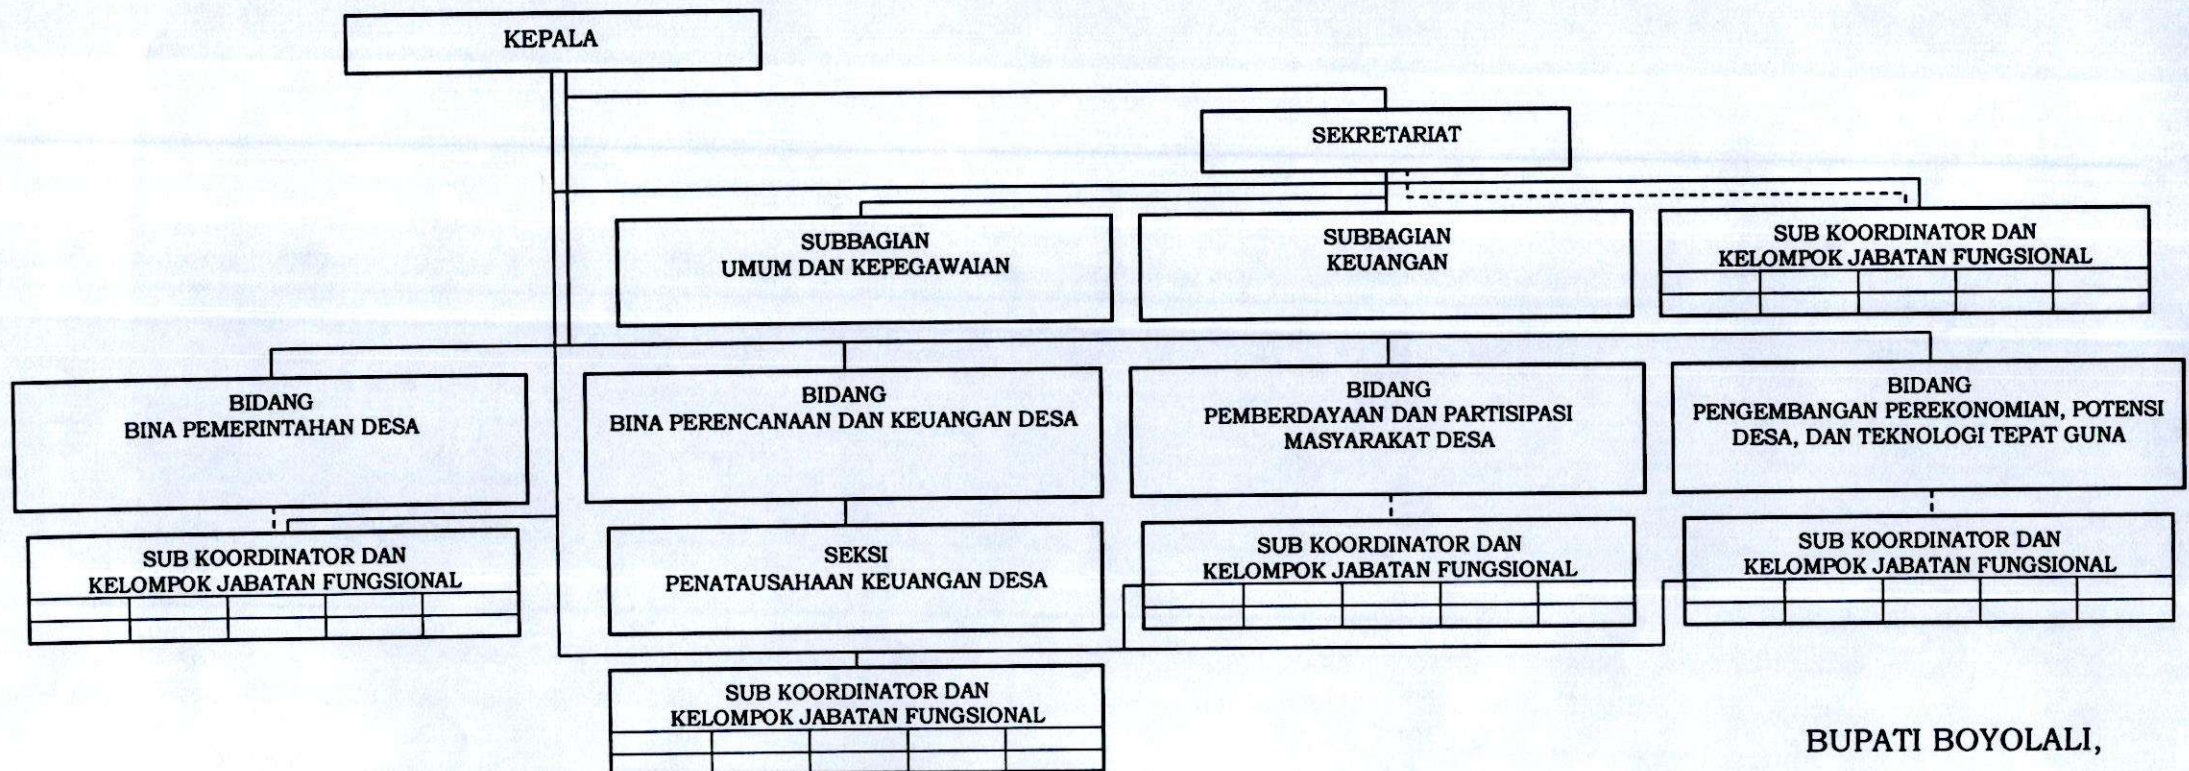 KEPALA
SEKRETARIAT
SUBBAGIAN
UMUM DAN KEPEGAWAIAN
SUBBAGIAN
KEUANGAN
SUB KOORDINATOR DAN
KELOMPOK JABATAN FUNGSIONAL
BIDANG
BINA PEMERINTAHAN DESA
BIDANG
BINA PERENCANAAN DAN KEUANGAN DESA
BIDANG
PEMBERDAYAAN DAN PARTISIPASI
MASYARAKAT DESA
BIDANG
PENGEMBANGAN PEREKONOMIAN, POTENSI
DESA, DAN TEKNOLOGI TEPAT GUNA
SUB KOORDINATOR DAN
KELOMPOK JABATAN FUNGSIONAL
SEKSI
PENATAUSAHAAN KEUANGAN DESA
SUB KOORDINATOR DAN
KELOMPOK JABATAN FUNGSIONAL
SUB KOORDINATOR DAN
KELOMPOK JABATAN FUNGSIONAL
SUB KOORDINATOR DAN
KELOMPOK JABATAN FUNGSIONAL
BUPATI BOYOLALI,